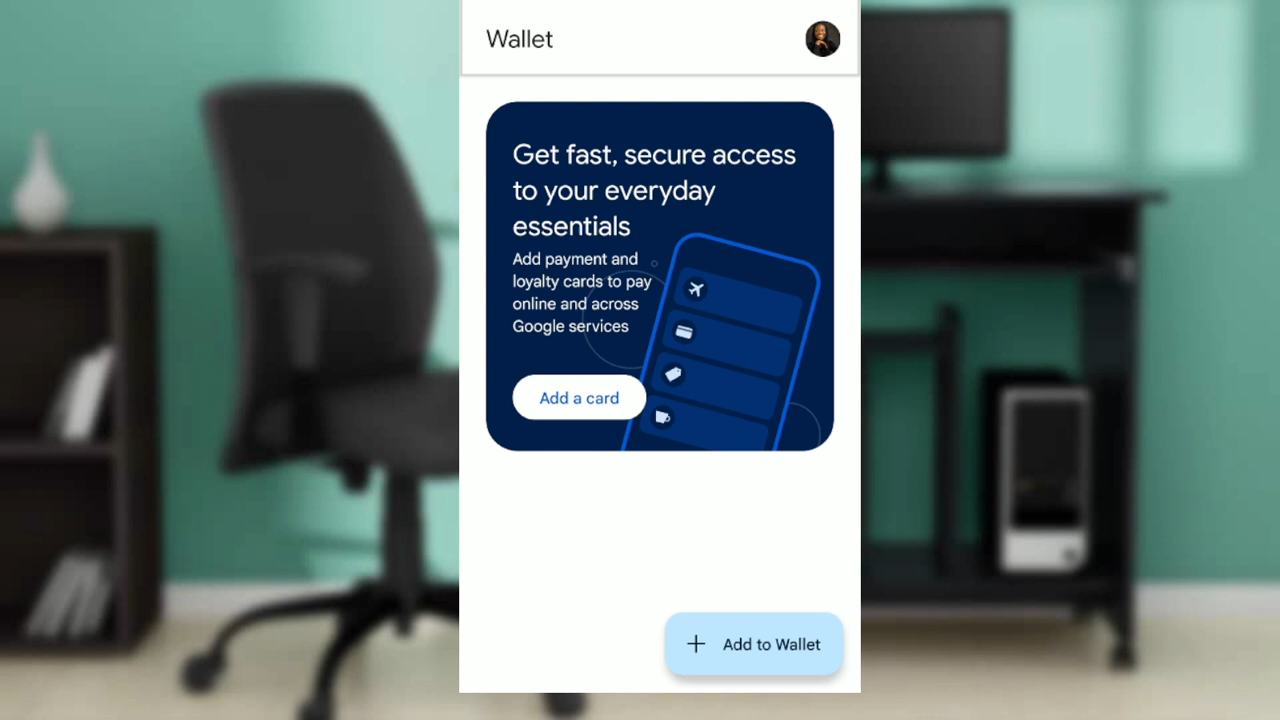 Wallet
Get fast, secure access
to your everyday
essentials
Add payment and
loyalty cards to pay
online and across
Google services
Add a card
+ Add to Wallet